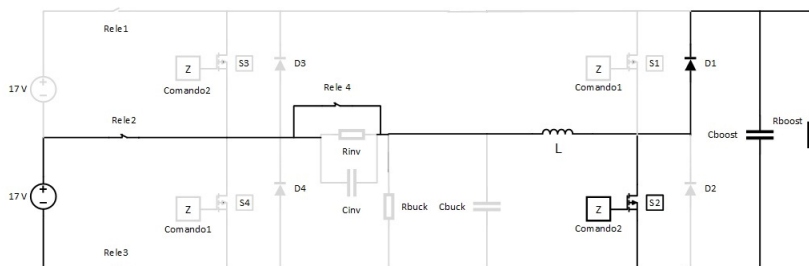 Rele1
S3
D3
S1
D1
Z
Comando2
Z
Comando1
17 V
Rele 4
Rboost
Cboost
Rele2
Rinv
L
17 V
S4
D4
Cinv
Rbuck
Cbuck
S2
D2
Z
Comando1
Z
Comando2
Rele3